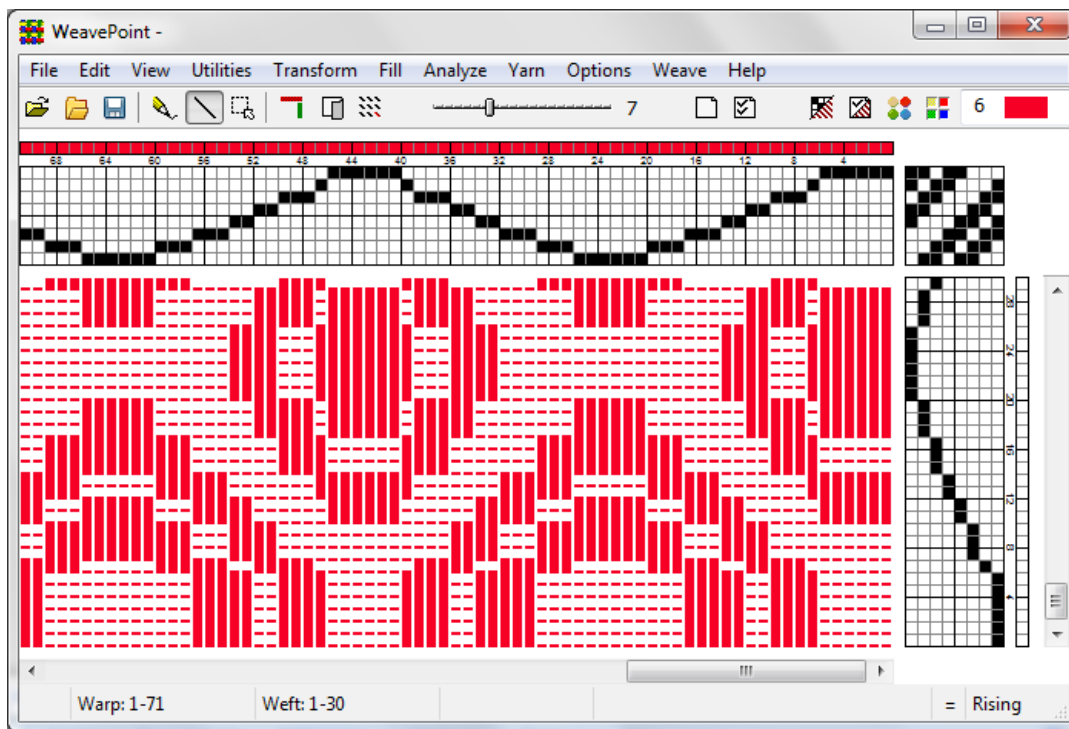 WeavePoint -
File Edit View Utilities Transform Fill Analyze Yarn Options Weave Help
7 6
68 64 60 56 52 48 44 40 36 32 28 24 20 16 12 8 4
28
24
20
16
12
8
4
Warp: 1-71 Weft: 1-30 = Rising